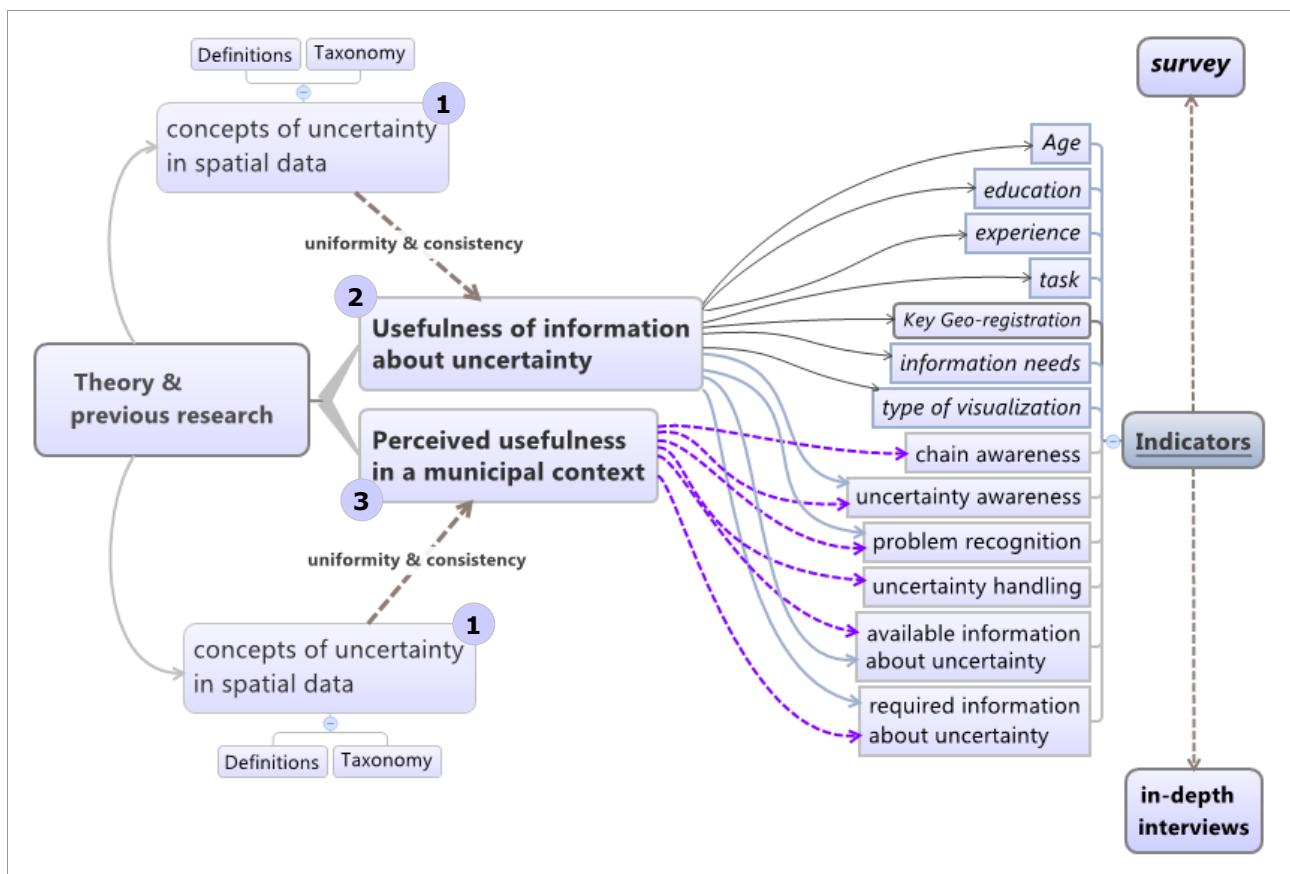 Definitions
Taxonomy
1
concepts of uncertainty
in spatial data
uniformity & consistency
2
Usefulness of information
about uncertainty
Theory &
previous research
Perceived usefulness
in a municipal context
3
uniformity & consistency
1
concepts of uncertainty
in spatial data
Definitions
Taxonomy
Age
education
experience
task
Key Geo-registration
information needs
type of visualization
chain awareness
uncertainty awareness
problem recognition
uncertainty handling
available information
about uncertainty
required information
about uncertainty
survey
Indicators
in-depth
interviews